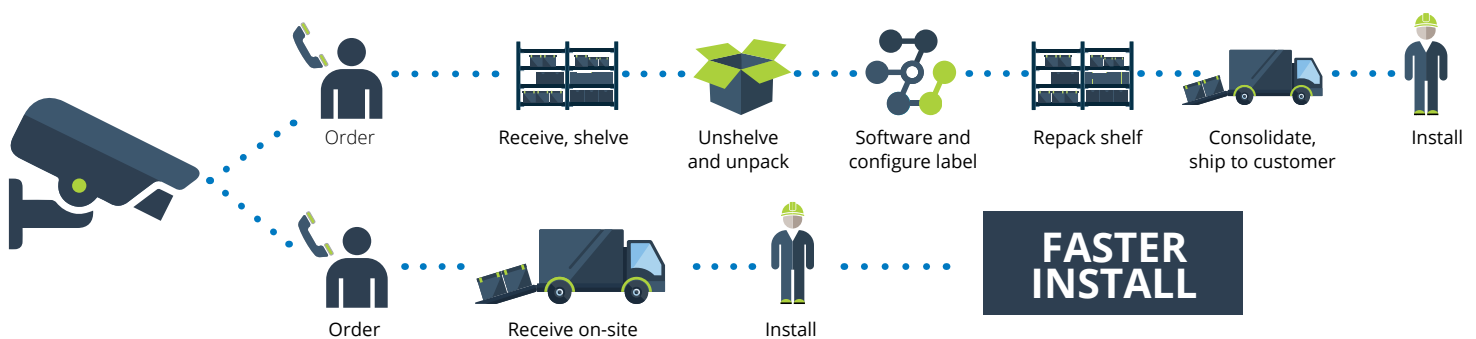 Order
Receive, shelve
Unshelve
and unpack
Software and
configure label
Repack shelf
Consolidate,
ship to customer
Install
Order
Receive on-site
Install
FASTER
INSTALL